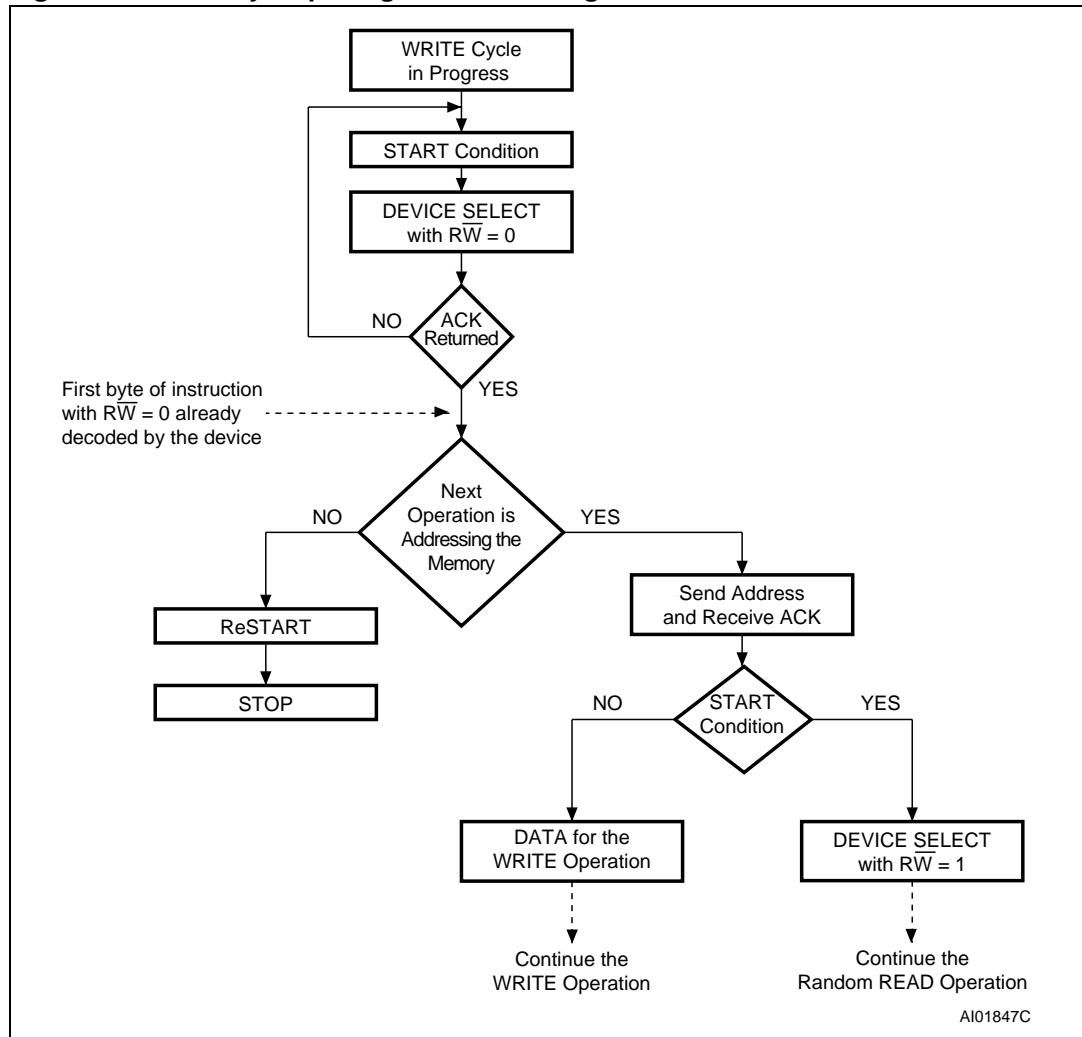 WRITE Cycle
in Progress
START Condition
DEVICE SELECT
with RW̅ = 0
NO
ACK
Returned
YES
First byte of instruction
with RW̅ = 0 already
decoded by the device
Next
Operation is
Addressing the
Memory
NO
YES
Send Address
and Receive ACK
ReSTART
STOP
START
Condition
NO
YES
DATA for the
WRITE Operation
DEVICE SELECT
with RW̅ = 1
Continue the
WRITE Operation
Continue the
Random READ Operation
AI01847C